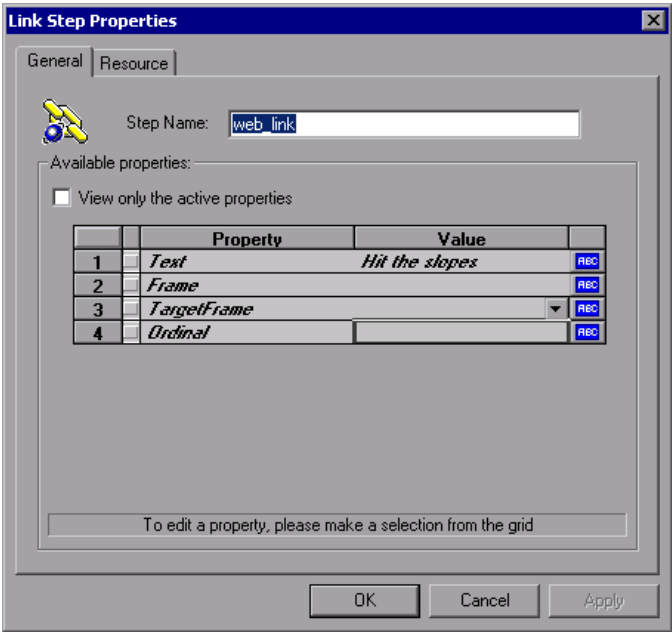 Link Step Properties
General Resource
Step Name: web_link
Available properties:
View only the active properties
Property Value
1 Text Hit the slopes ABC
2 Frame ABC
3 TargetFrame ABC
4 Ordinal ABC
To edit a property, please make a selection from the grid
OK Cancel Apply